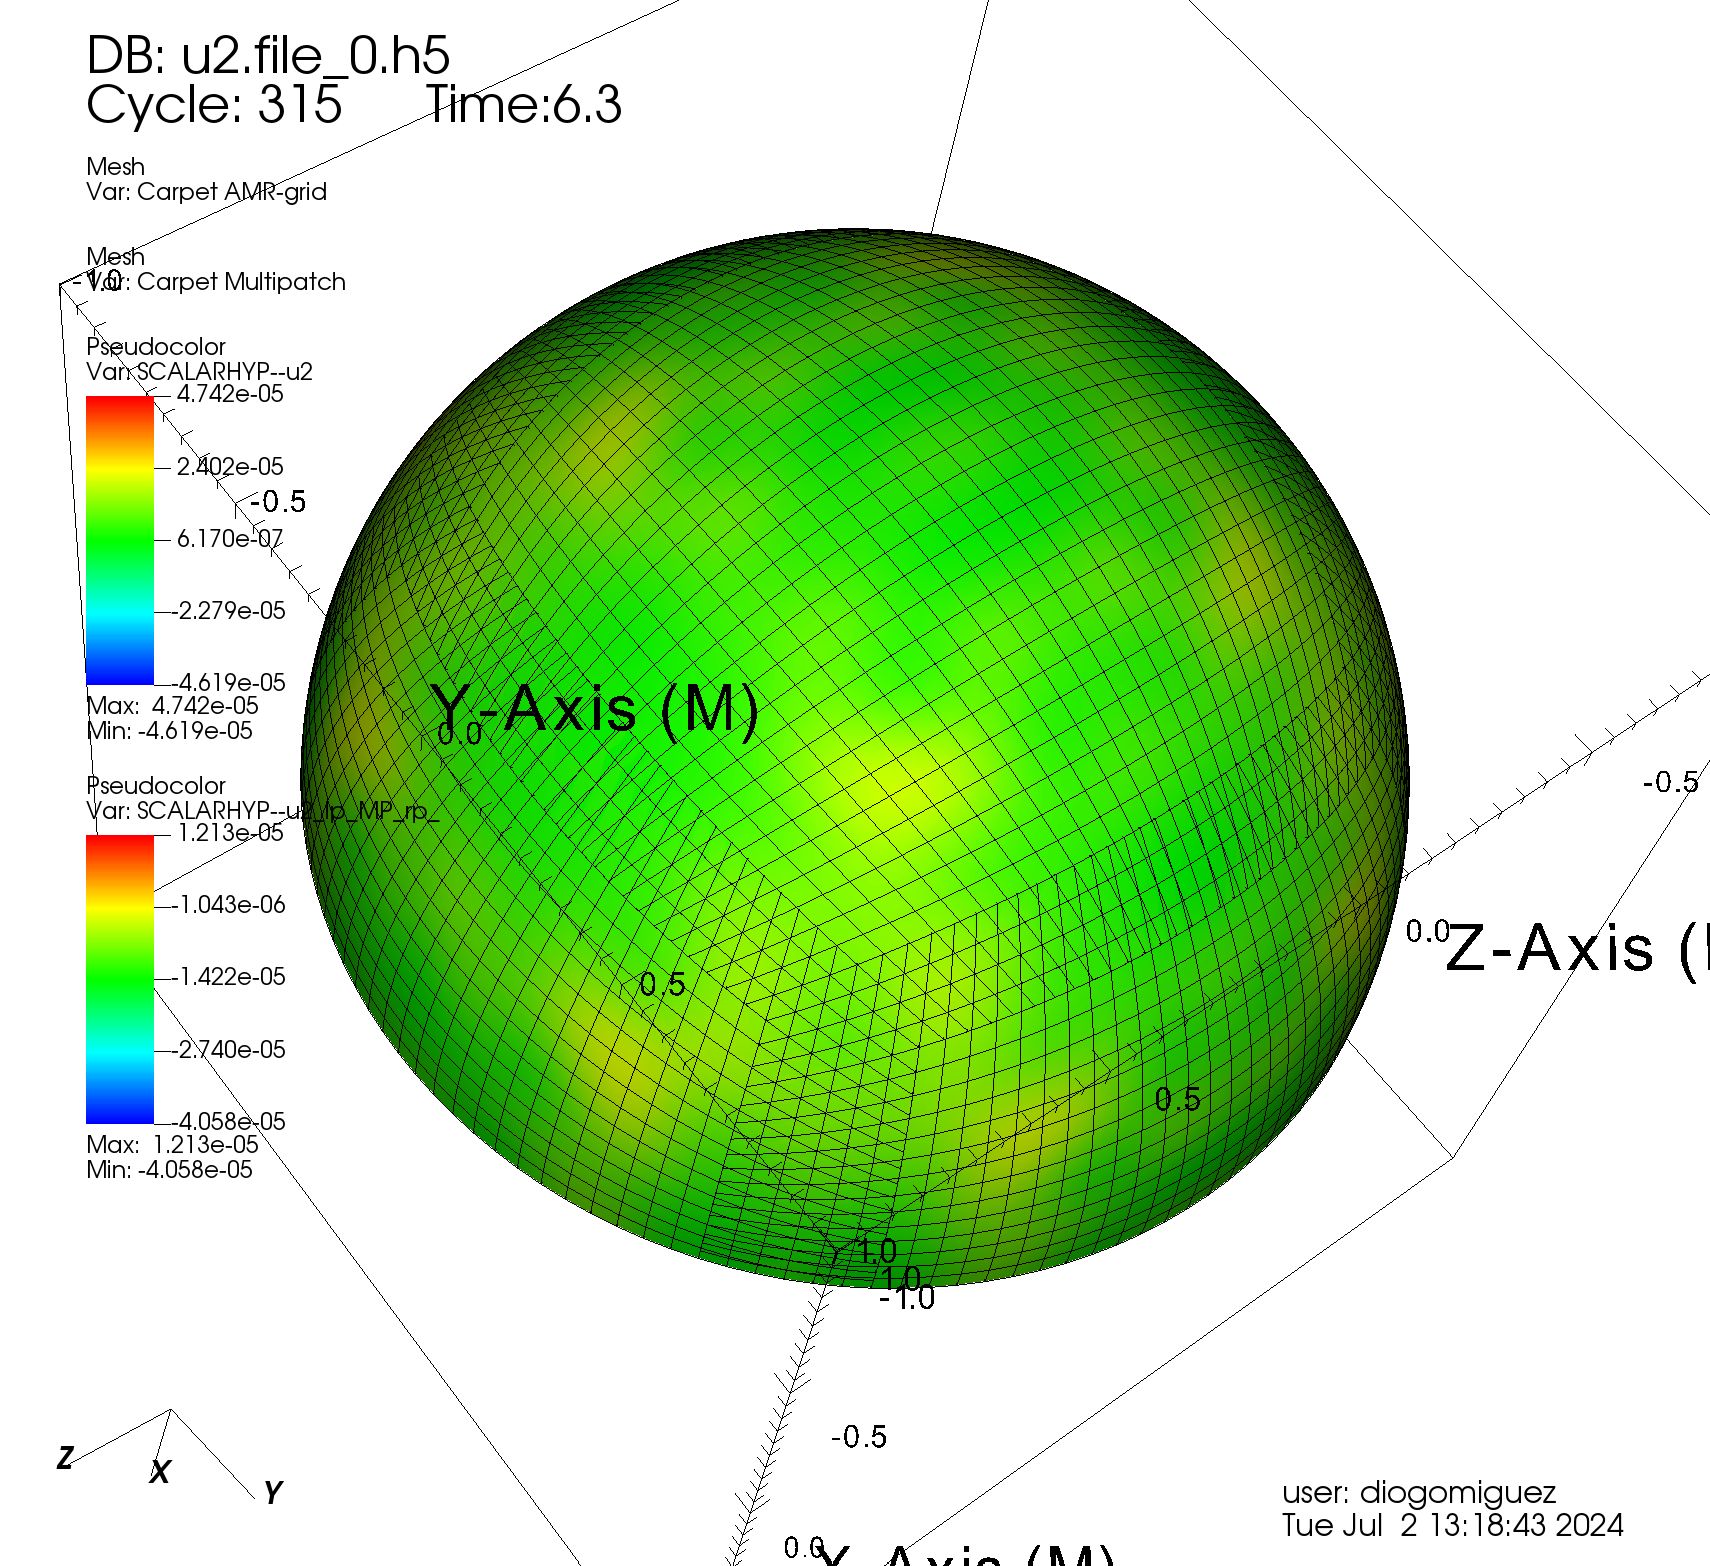 DB: u2.file_0.h5
Cycle: 315 Time:6.3
Mesh
Var: Carpet AMR-grid
Mesh
Var: Carpet Multipatch
-1.0
Pseudocolor
Var: SCALARHYP--u2
4.742e-05
2.402e-05
6.170e-07
-2.279e-05
-4.619e-05
Max: 4.742e-05
Min: -4.619e-05
Pseudocolor
Var: SCALARHYP--u2_lp_MP_rp_
1.213e-05
-1.043e-06
-1.422e-05
-2.740e-05
-4.058e-05
Max: 1.213e-05
Min: -4.058e-05
-0.5
Y-Axis (M)
0.0
0.5
1.0
-0.5
0.0
Z-Axis (
0.5
1.0
-1.0
-0.5
0.0
X-Axis (M)
Z
X
Y
user: diogomiguez
Tue Jul 2 13:18:43 2024